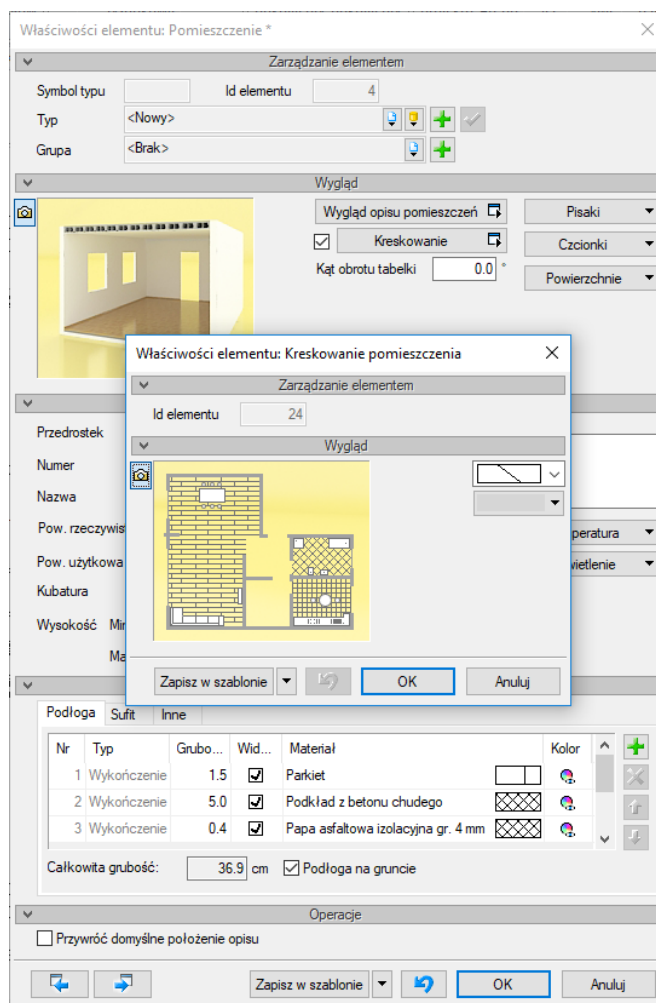 Właściwości elementu: Pomieszczenie *
Zarządzanie elementem
Symbol typu Id elementu 4
Typ <Nowy>
Grupa <Brak>
Wygląd
Wygląd opisu pomieszczeń Pisaki
Kreskowanie Czcionki
Kąt obrotu tabelki 0.0 °
Powierzchnie
Właściwości elementu: Kreskowanie pomieszczenia
Zarządzanie elementem
Id elementu 24
Wygląd
Zapisz w szablonie OK Anuluj
Przedrostek
Numer
Nazwa
Pow. rzeczywis
peratura
Pow. użytkowa
wietlenie
Kubatura
Wysokość Mir
Ma
Podłoga Sufit Inne
Nr Typ Grubo... Wid... Materiał Kolor
1 Wykończenie 1.5 Parkiet
2 Wykończenie 5.0 Podkład z betonu chudego
3 Wykończenie 0.4 Papa asfaltowa izolacyjna gr. 4 mm
Całkowita grubość: 36.9 cm Podłoga na gruncie
Operacje
Przywróć domyślne położenie opisu
Zapisz w szablonie OK Anuluj